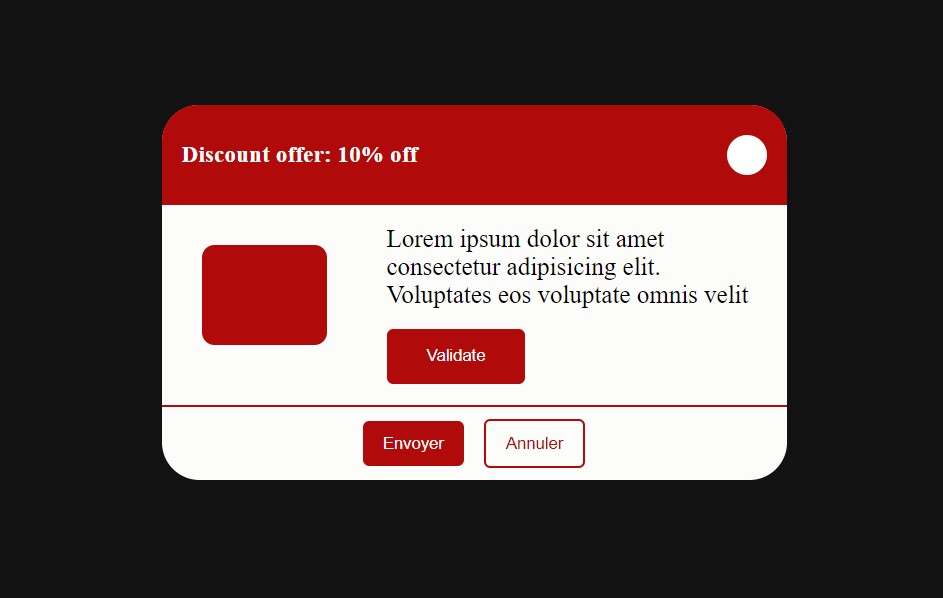 Discount offer: 10% off
Lorem ipsum dolor sit amet
consectetur adipisicing elit.
Voluptates eos voluptate omnis velit
Validate
Envoyer
Annuler